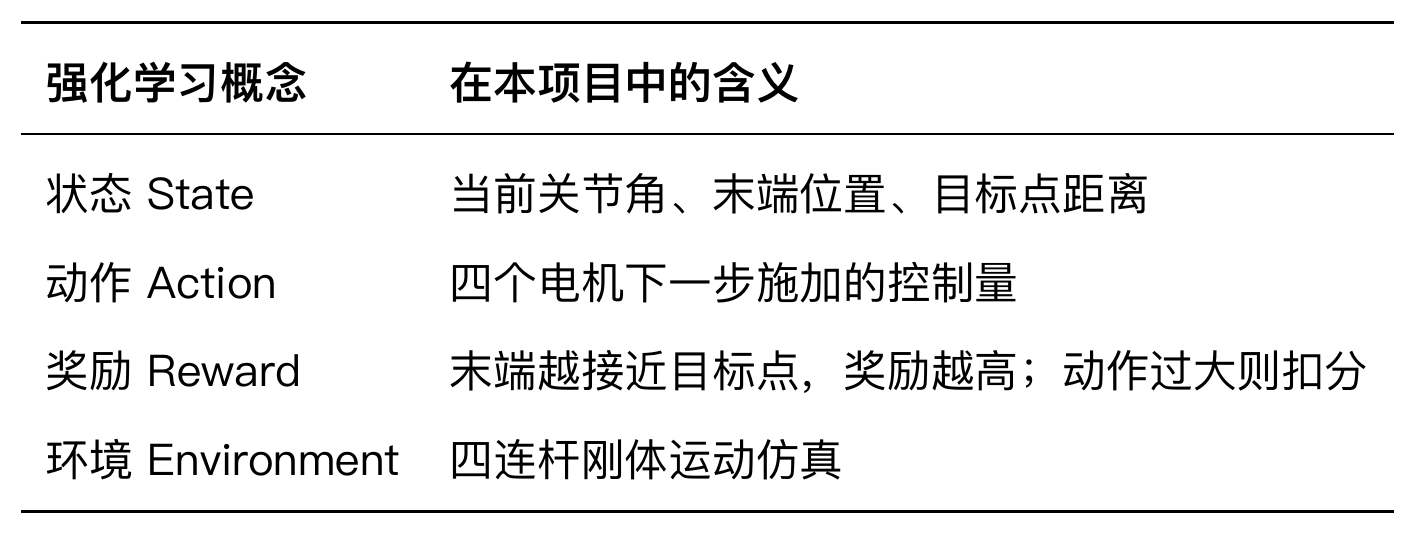 强化学习概念 在本项目中的含义
状态 State 当前关节角、末端位置、目标点距离
动作 Action 四个电机下一步施加的控制量
奖励 Reward 末端越接近目标点，奖励越高；动作过大则扣分
环境 Environment 四连杆刚体运动仿真